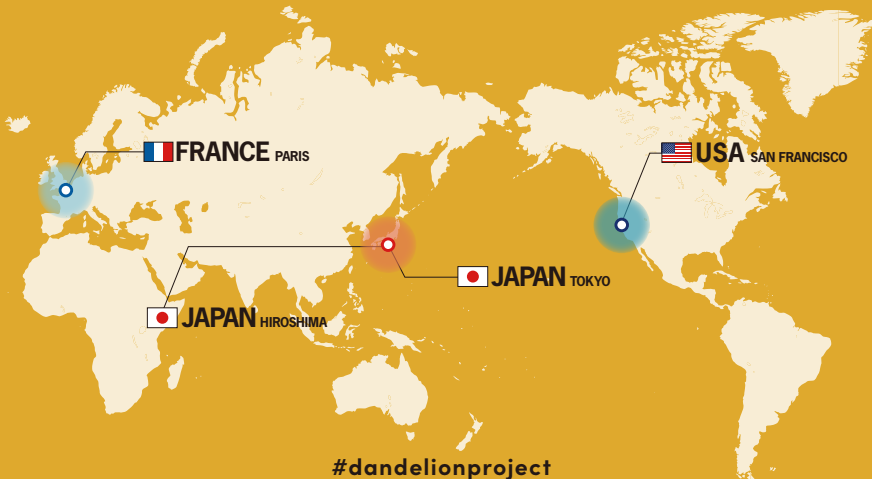 FRANCE PARIS
USA SAN FRANCISCO
JAPAN TOKYO
JAPAN HIROSHIMA
#dandelionproject